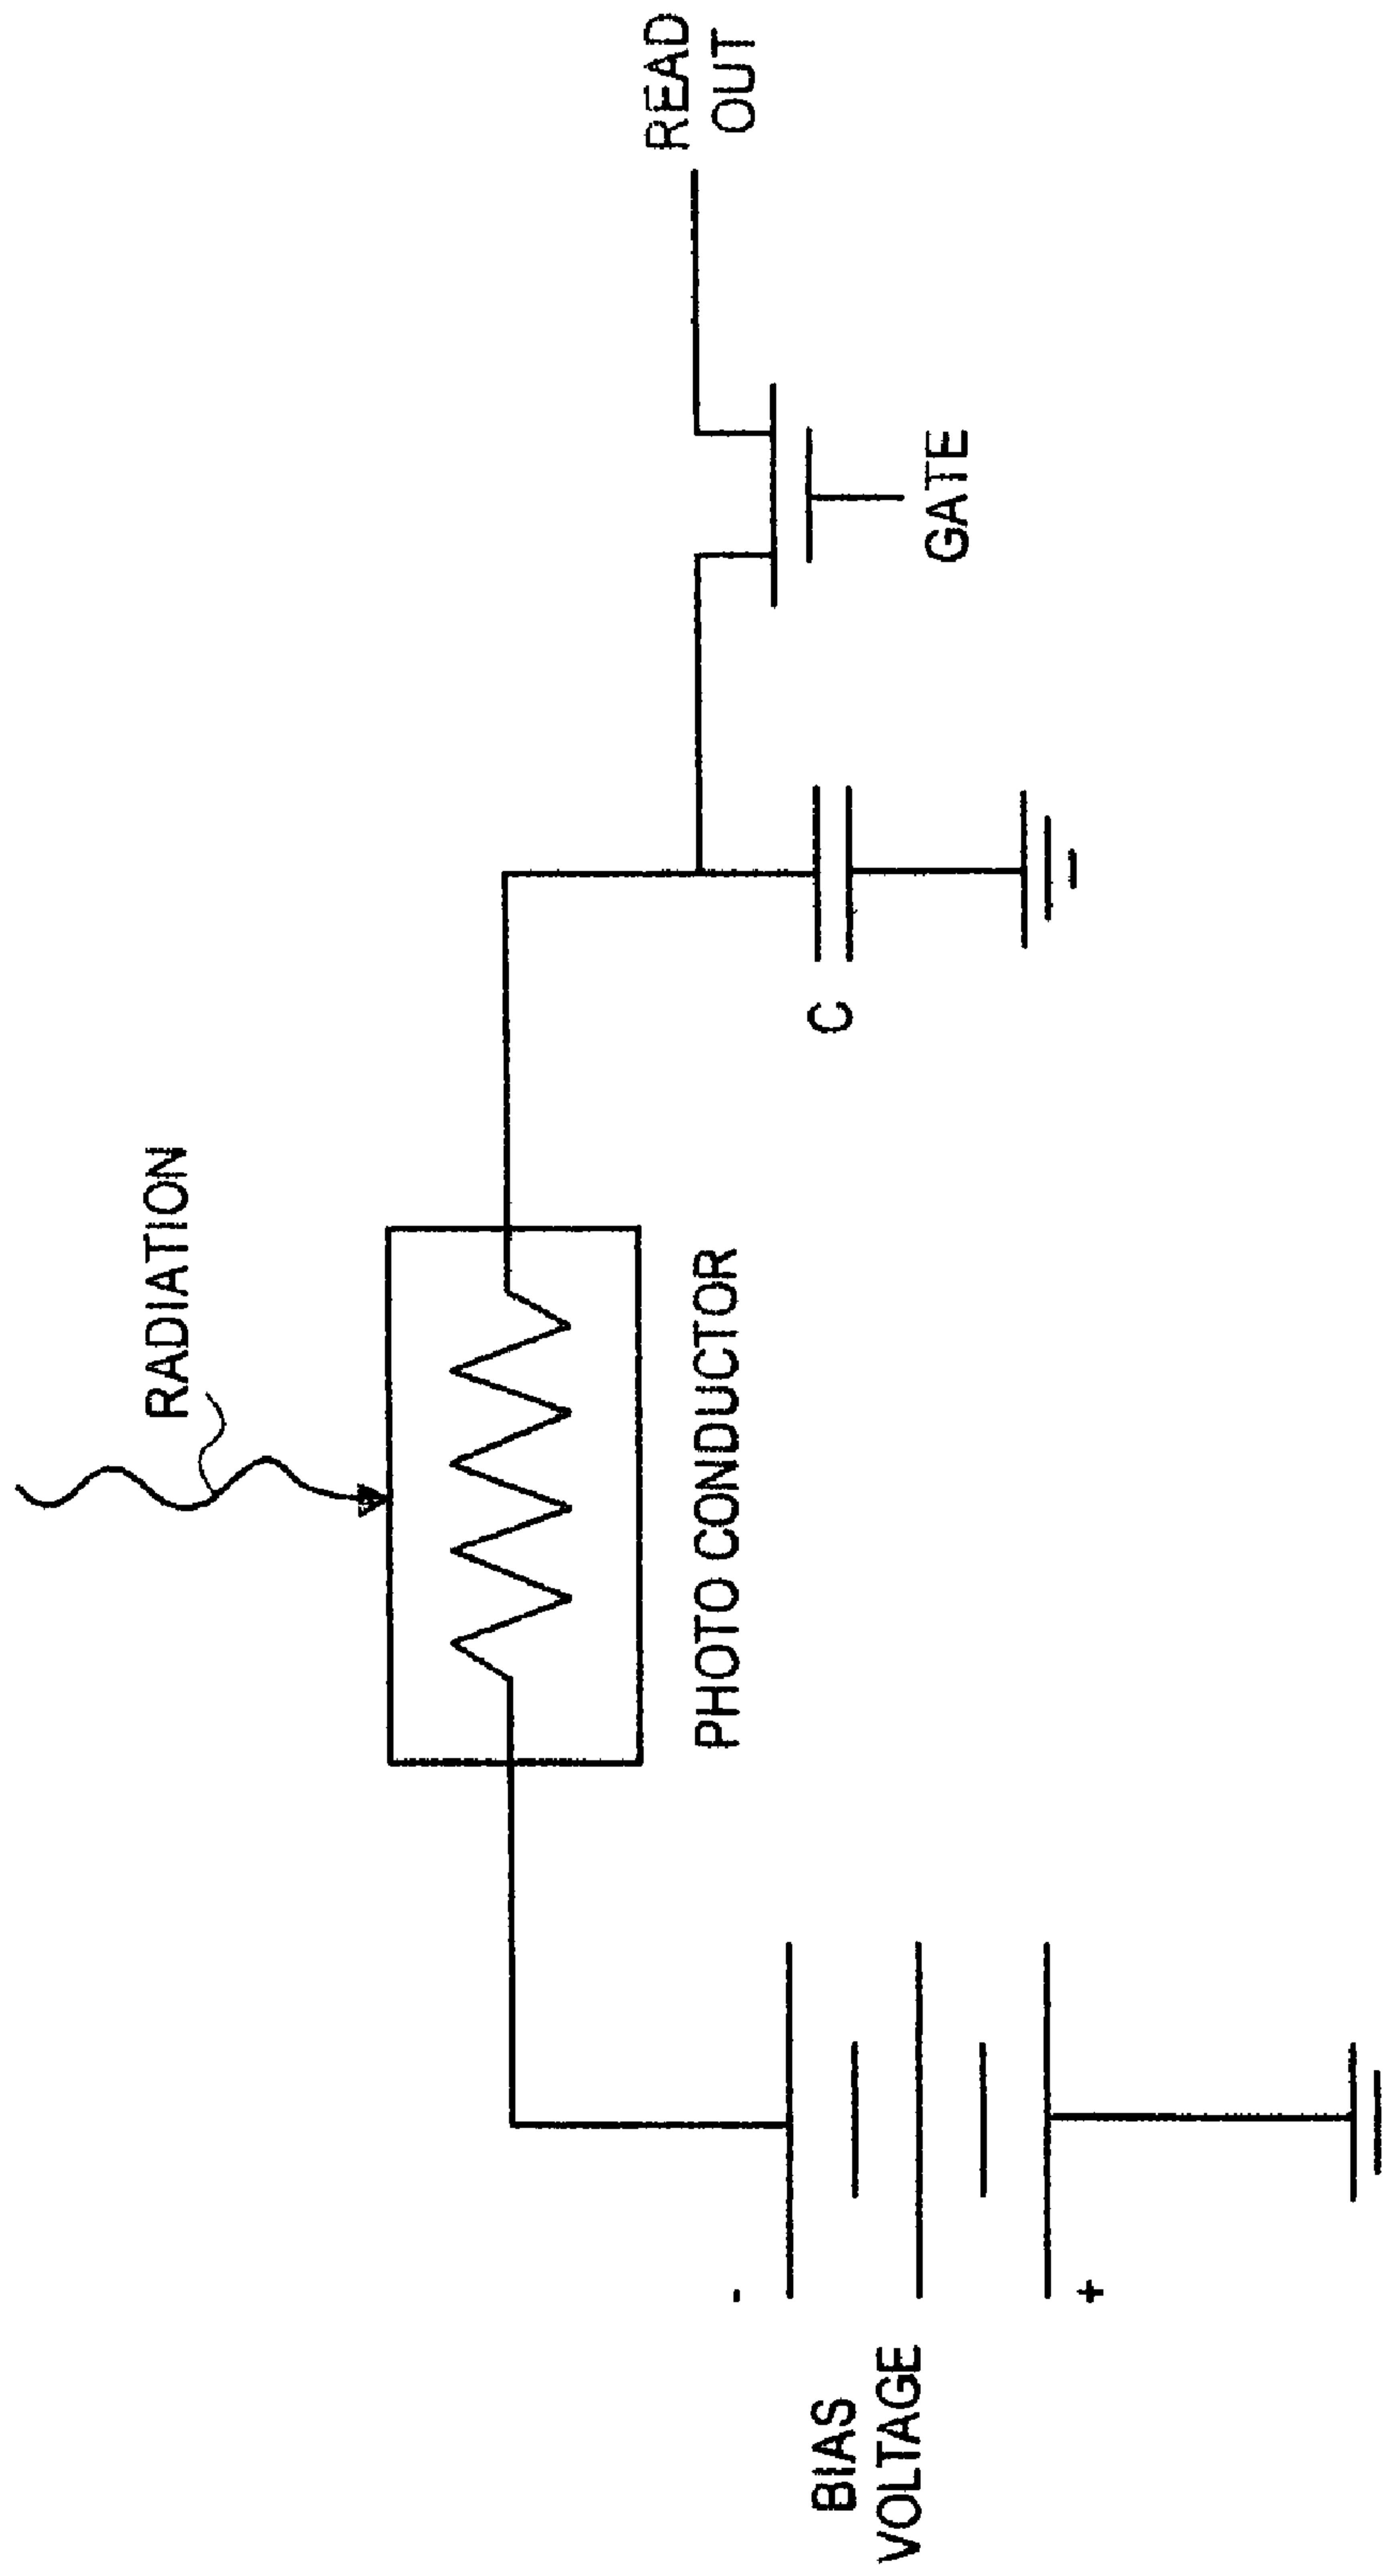 RADIATION
READ
OUT
PHOTO CONDUCTOR
C
GATE
BIAS
VOLTAGE
-
+